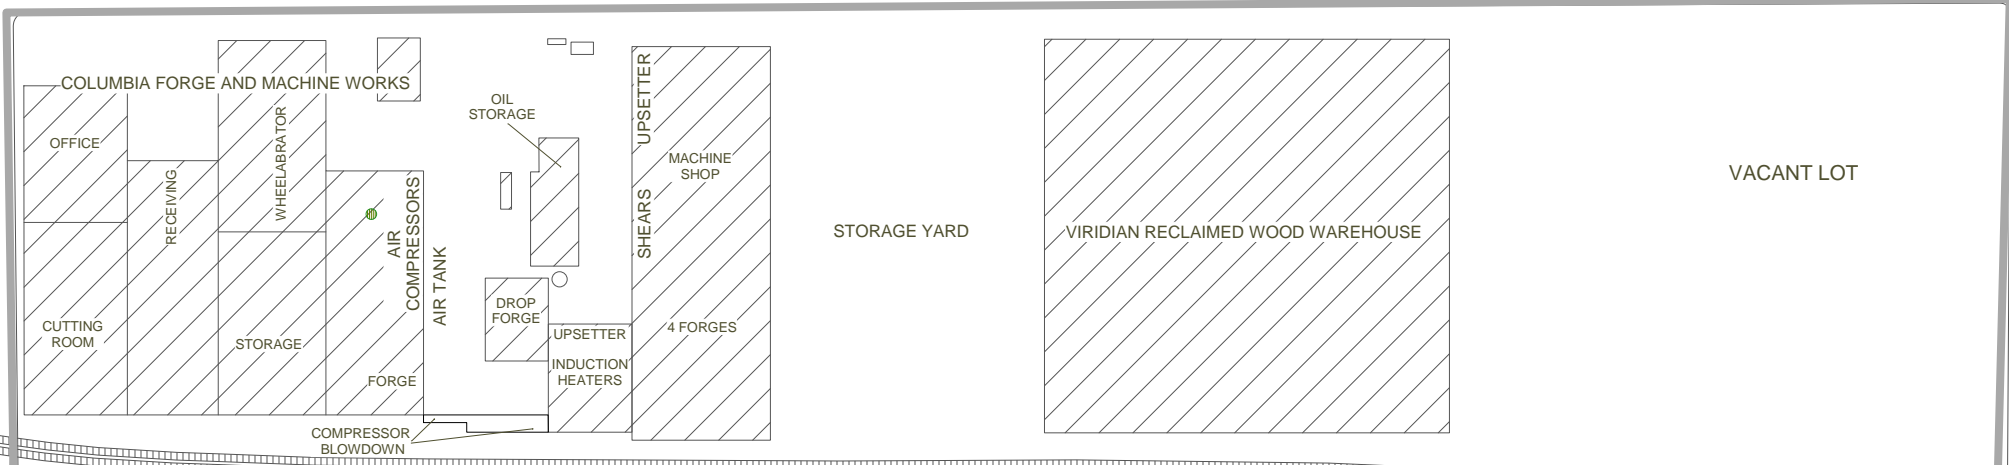 COLUMBIA FORGE AND MACHINE WORKS
OFFICE
RECEIVING
WHEELABRATOR
CUTTING
ROOM
STORAGE
FORGE
AIR
COMPRESSORS
AIR TANK
COMPRESSOR
BLOWDOWN
OIL
STORAGE
DROP
FORGE
UPSETTER
INDUCTION
HEATERS
UPSETTER
SHEARS
MACHINE
SHOP
4 FORGES
STORAGE YARD
VIRIDIAN RECLAIMED WOOD WAREHOUSE
VACANT LOT